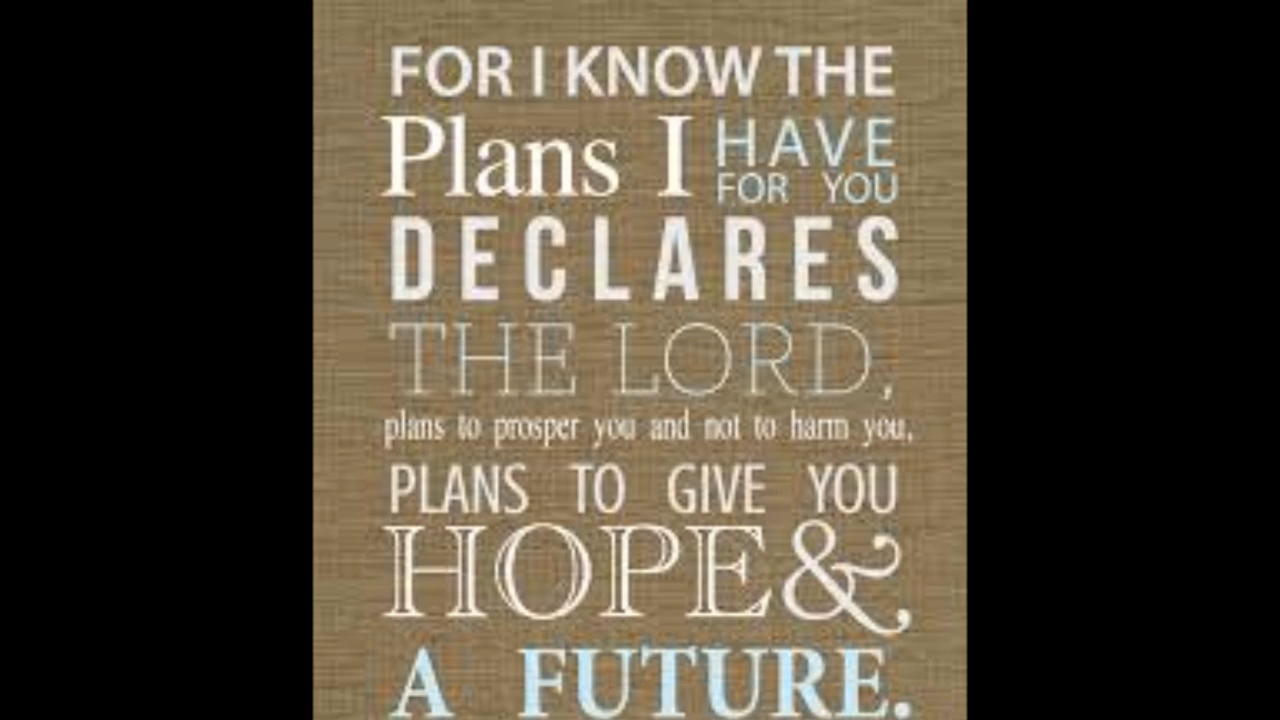 FOR I KNOW THE
Plans I HAVE
FOR YOU
DECLARES
THE LORD,
plans to prosper you and not to harm you,
PLANS TO GIVE YOU
HOPE&
A FUTURE.